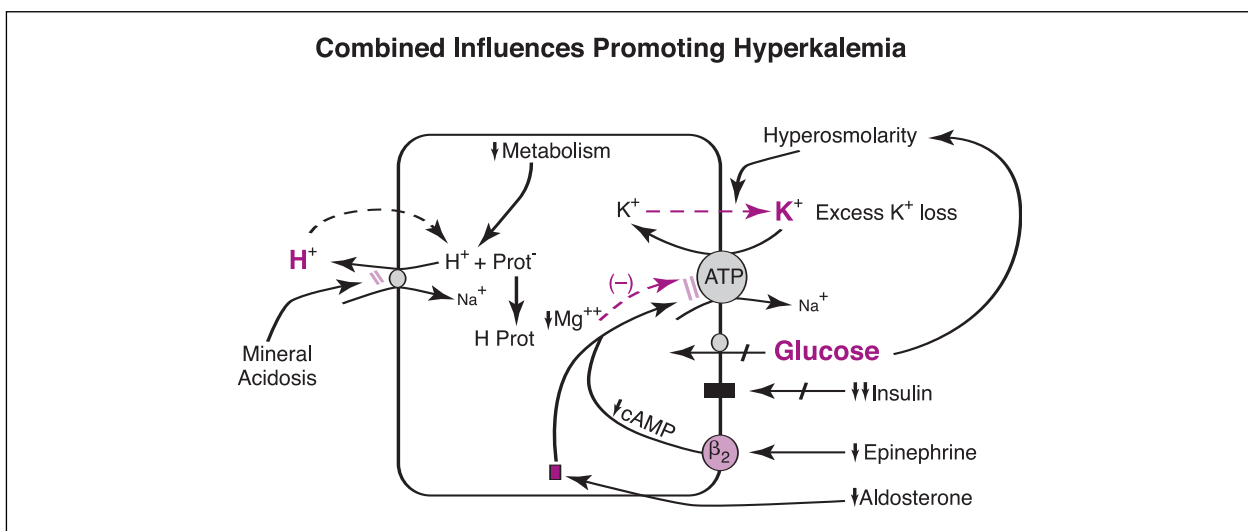 Combined Influences Promoting Hyperkalemia
Hyperosmolarity
↓Metabolism
K⁺
K⁺
Excess K⁺ loss
H⁺
H⁺ + Prot⁻
(–)
ATP
Na⁺
↓Mg⁺⁺
Na⁺
H Prot
Mineral
Acidosis
Glucose
↓↓Insulin
↓cAMP
β₂
↓Epinephrine
↓Aldosterone